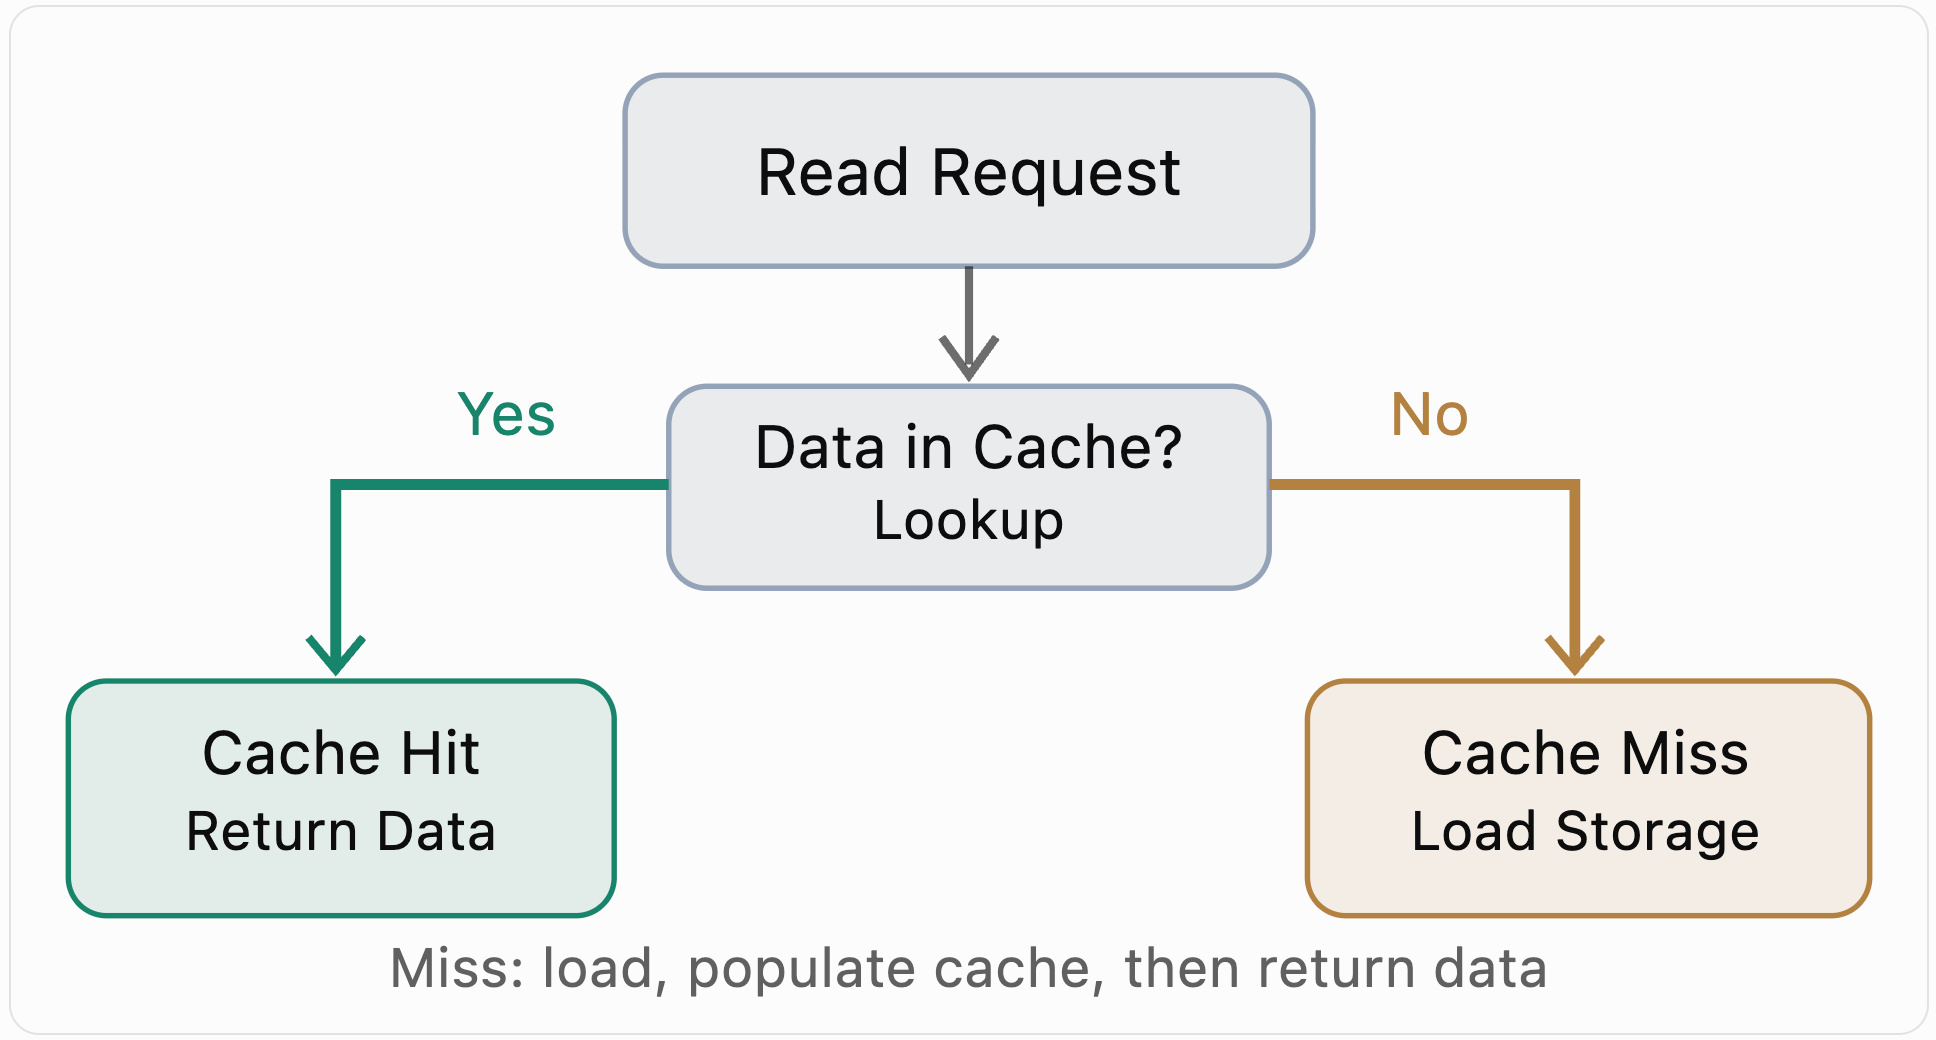 Read Request
Yes
No
Data in Cache?
Lookup
Cache Hit
Return Data
Cache Miss
Load Storage
Miss: load, populate cache, then return data